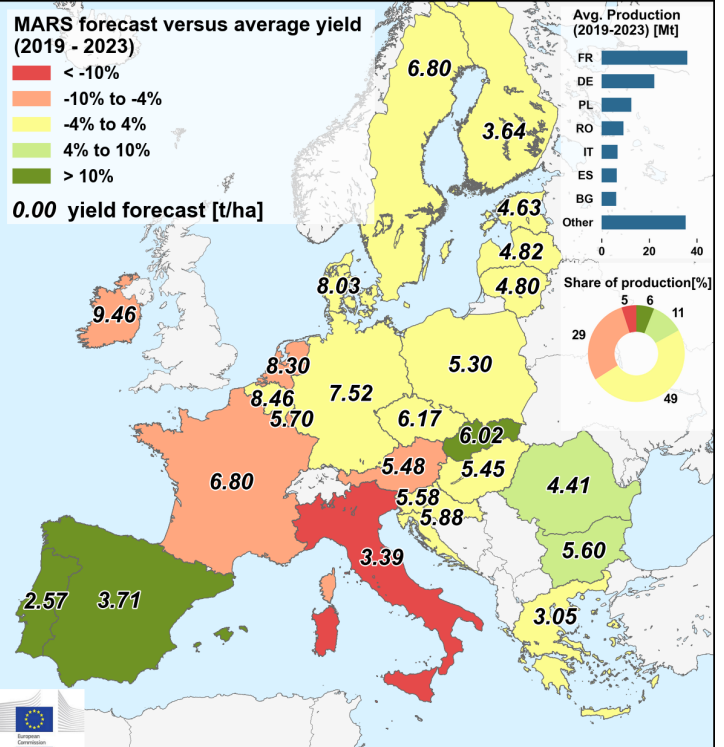 MARS forecast versus average yield
(2019 - 2023)
< -10%
-10% to -4%
-4% to 4%
4% to 10%
> 10%
0.00 yield forecast [t/ha]
Avg. Production
(2019-2023) [Mt]
FR
DE
PL
RO
IT
ES
BG
Other
0 20 40
Share of production[%]
5 6
11
29
49
6.80
3.64
4.63
4.82
4.80
8.03
9.46
8.30
5.30
7.52
8.46
5.70
6.17
6.02
5.48
5.45
6.80
4.41
5.58
5.88
5.60
3.39
2.57
3.71
3.05
European
Commission